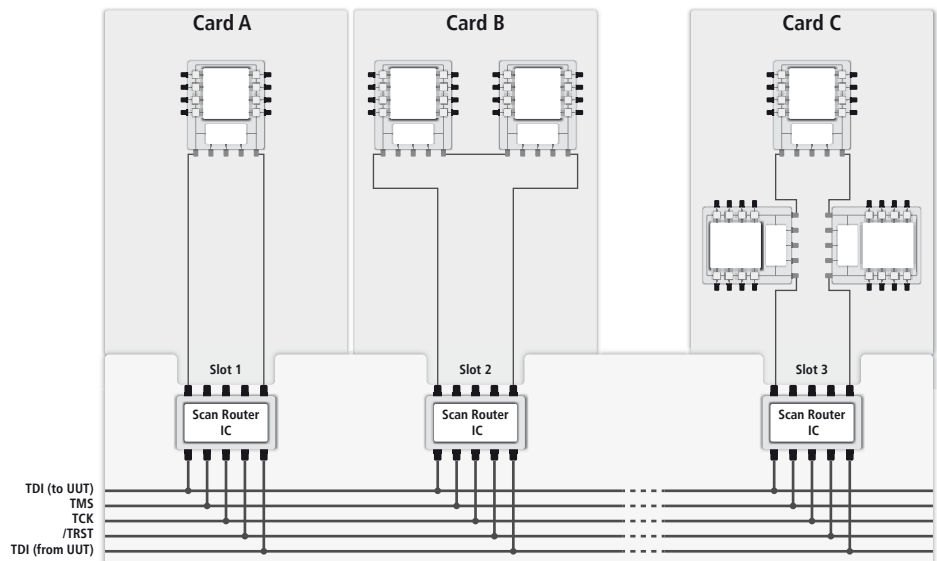 Card A
Card B
Card C
Slot 1
Slot 2
Slot 3
Scan Router
IC
Scan Router
IC
Scan Router
IC
TDI (to UUT)
TMS
TCK
/TRST
TDI (from UUT)